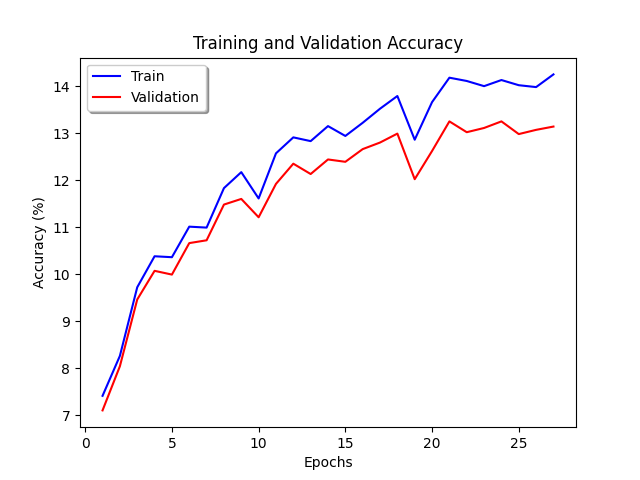 Training and Validation Accuracy
Train
Validation
Accuracy (%)
14
13
12
11
10
9
8
7
0 5 10 15 20 25
Epochs